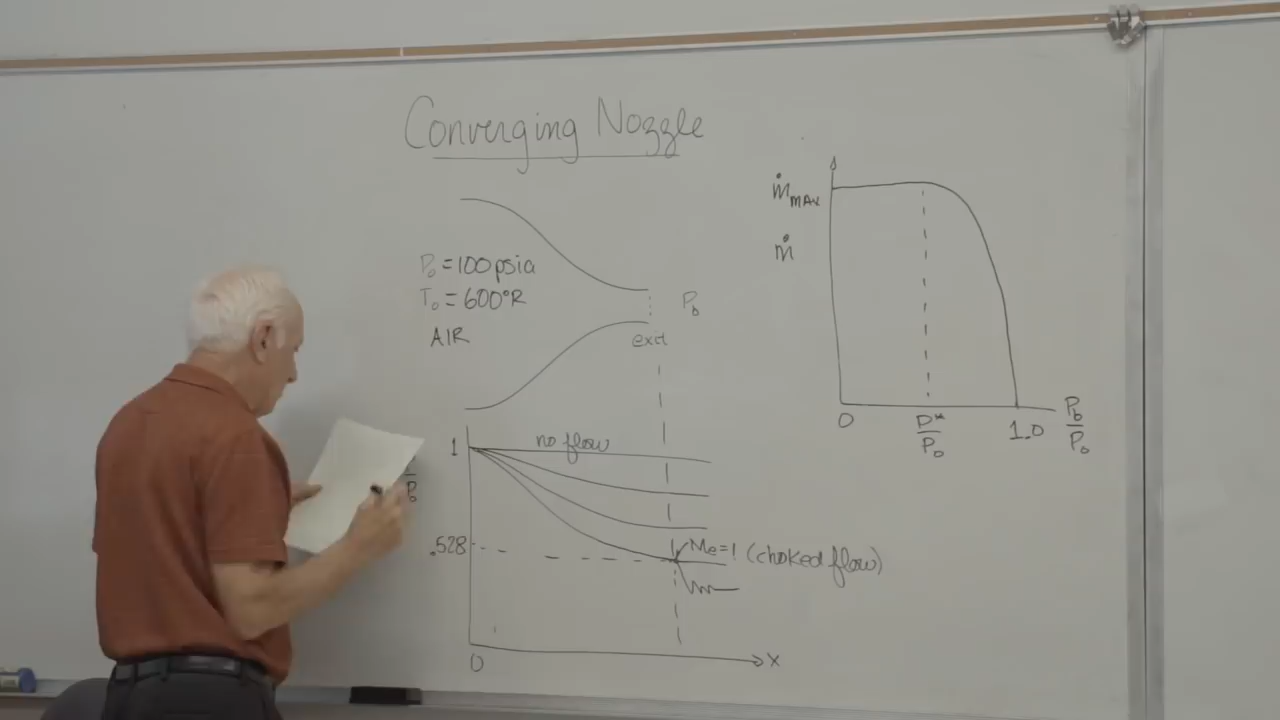 Converging Nozzle
P₀ = 100 psia
T₀ = 600°R
AIR
P_b
exit
1
no flow
P₀
.528
Me=1 (choked flow)
0
x
ṁ_MAX
ṁ
0
P*/P₀
1.0
P_b/P₀